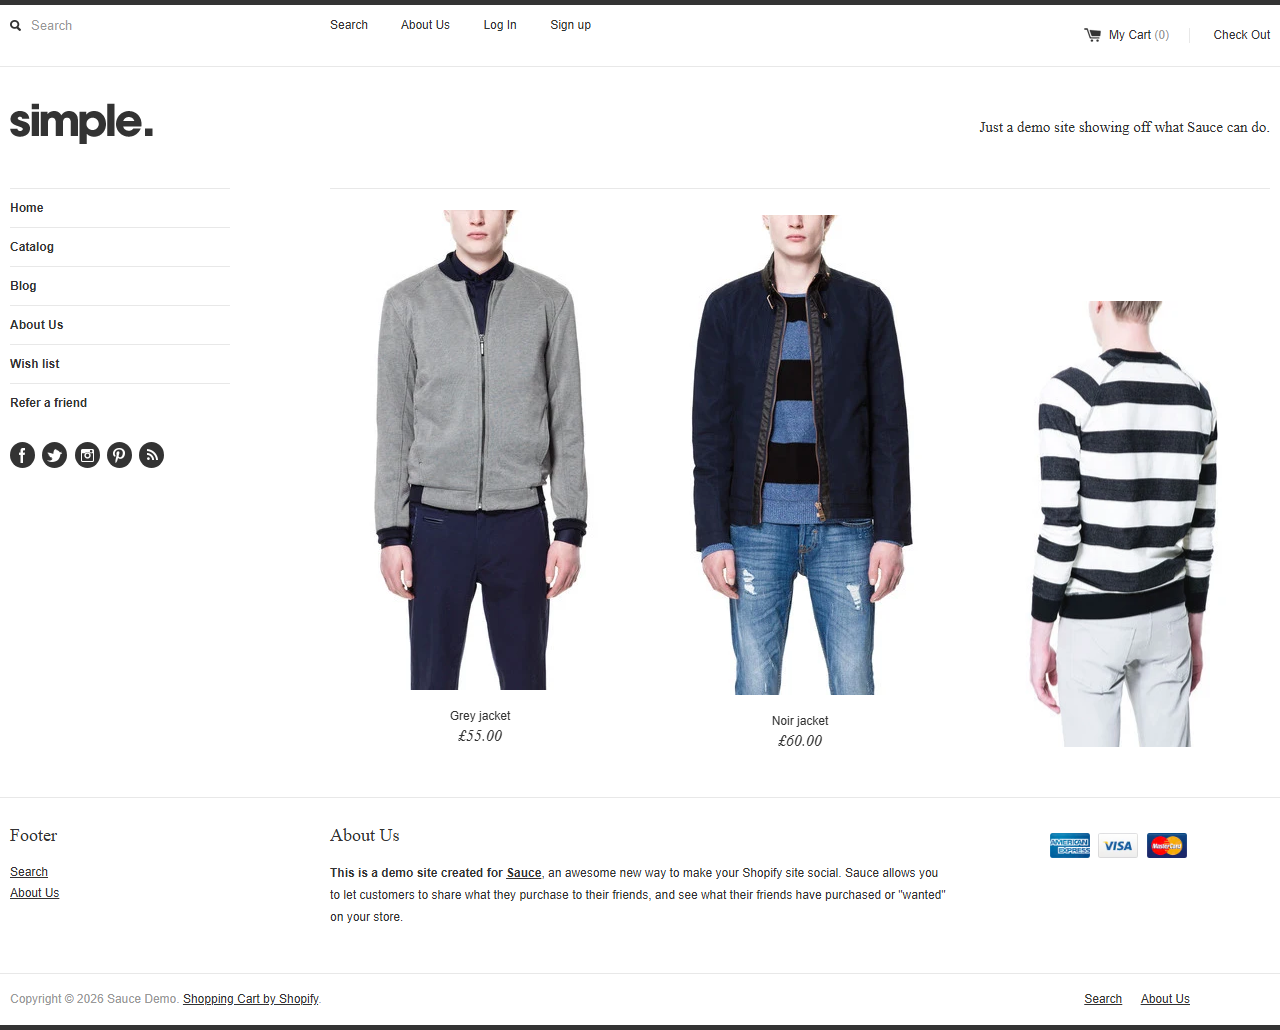 Search
Search About Us Log In Sign up
My Cart (0) Check Out
simple.
Just a demo site showing off what Sauce can do.
Home
Catalog
Blog
About Us
Wish list
Refer a friend
Grey jacket
£55.00
Noir jacket
£60.00
Footer
Search
About Us
About Us
This is a demo site created for Sauce, an awesome new way to make your Shopify site social. Sauce allows you
to let customers to share what they purchase to their friends, and see what their friends have purchased or "wanted"
on your store.
AMERICAN EXPRESS VISA MasterCard
Copyright © 2026 Sauce Demo. Shopping Cart by Shopify.
Search About Us